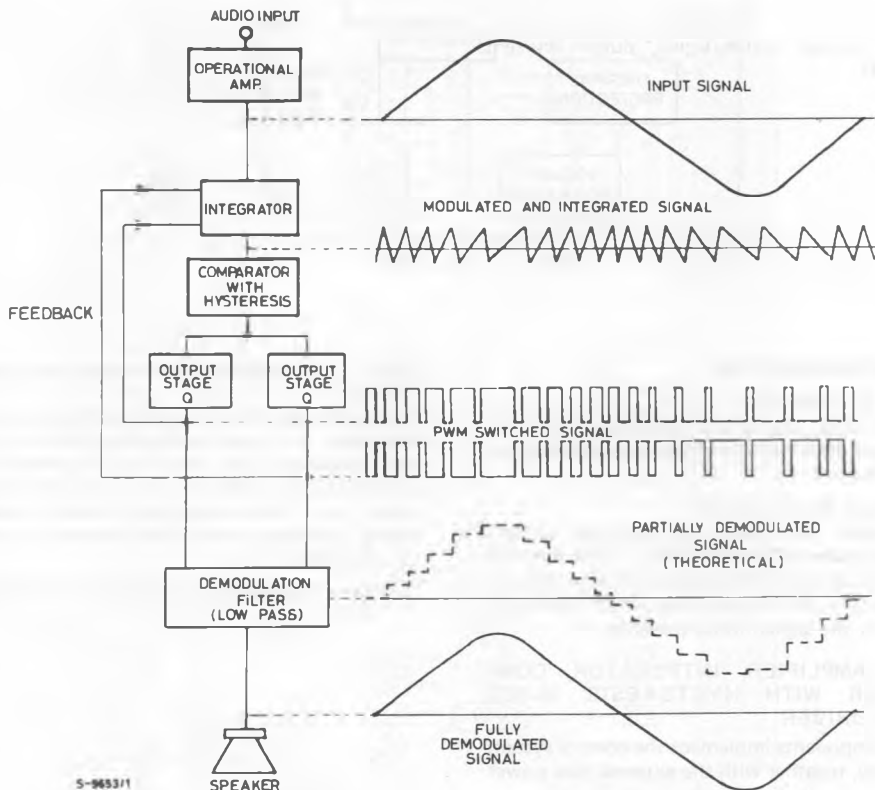 AUDIO INPUT
OPERATIONAL
AMP.
INPUT SIGNAL
INTEGRATOR
MODULATED AND INTEGRATED SIGNAL
COMPARATOR
WITH
HYSTERESIS
FEEDBACK
OUTPUT
STAGE
Q
OUTPUT
STAGE
Q
PWM SWITCHED SIGNAL
PARTIALLY DEMODULATED
SIGNAL
(THEORETICAL)
DEMODULATION
FILTER
(LOW PASS)
FULLY
DEMODULATED
SIGNAL
SPEAKER
S-9653/1